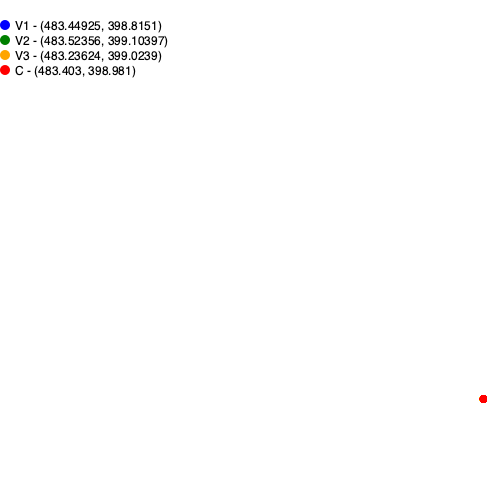 V1 - (483.44925, 398.8151)
V2 - (483.52356, 399.10397)
V3 - (483.23624, 399.0239)
C - (483.403, 398.981)